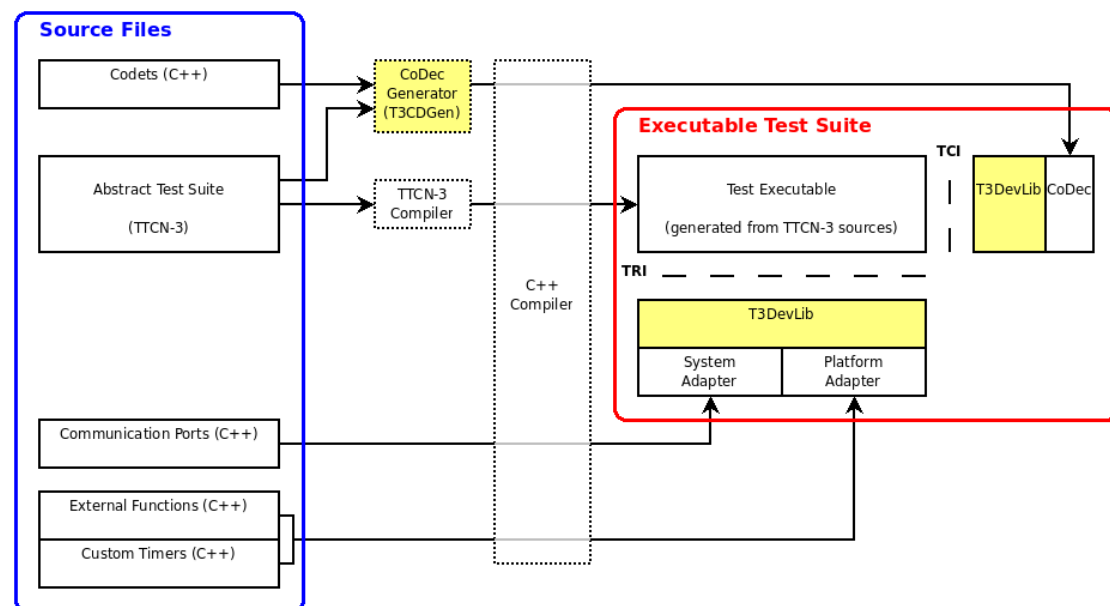 Source Files
Codets (C++)
Abstract Test Suite
(TTCN-3)
Communication Ports (C++)
External Functions (C++)
Custom Timers (C++)
CoDec
Generator
(T3CDGen)
TTCN-3
Compiler
C++
Compiler
Executable Test Suite
Test Executable
(generated from TTCN-3 sources)
TCI
T3DevLib
CoDec
TRI
T3DevLib
System
Adapter
Platform
Adapter